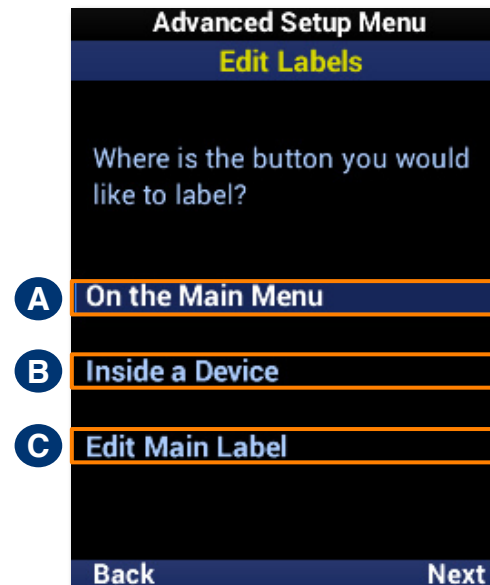 Advanced Setup Menu
Edit Labels
Where is the button you would
like to label?
A On the Main Menu
B Inside a Device
C Edit Main Label
Back Next